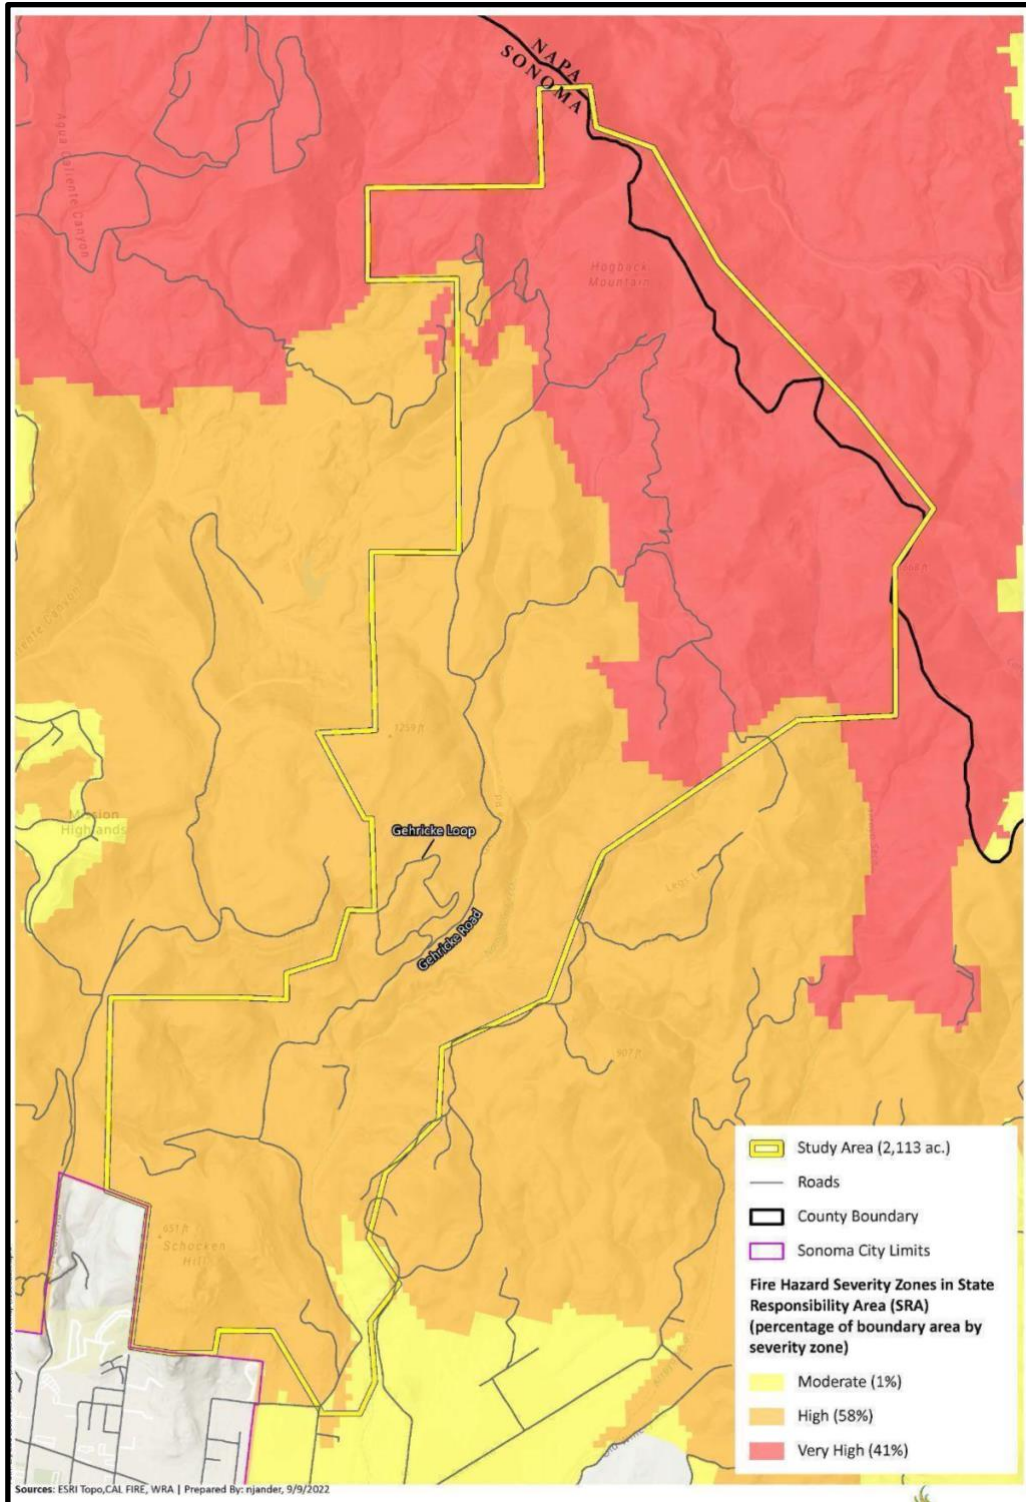 NAPA
SONOMA
Agua Caliente Canyon
Hogback
Mountain
1259 ft
Mission
Highlands
Gehricke Loop
Gehricke Road
907 ft
651 ft
Schocken
Hill
Study Area (2,113 ac.)
Roads
County Boundary
Sonoma City Limits
Fire Hazard Severity Zones in State
Responsibility Area (SRA)
(percentage of boundary area by
severity zone)
Moderate (1%)
High (58%)
Very High (41%)
Sources: ESRI Topo,CAL FIRE, WRA | Prepared By: njander, 9/9/2022